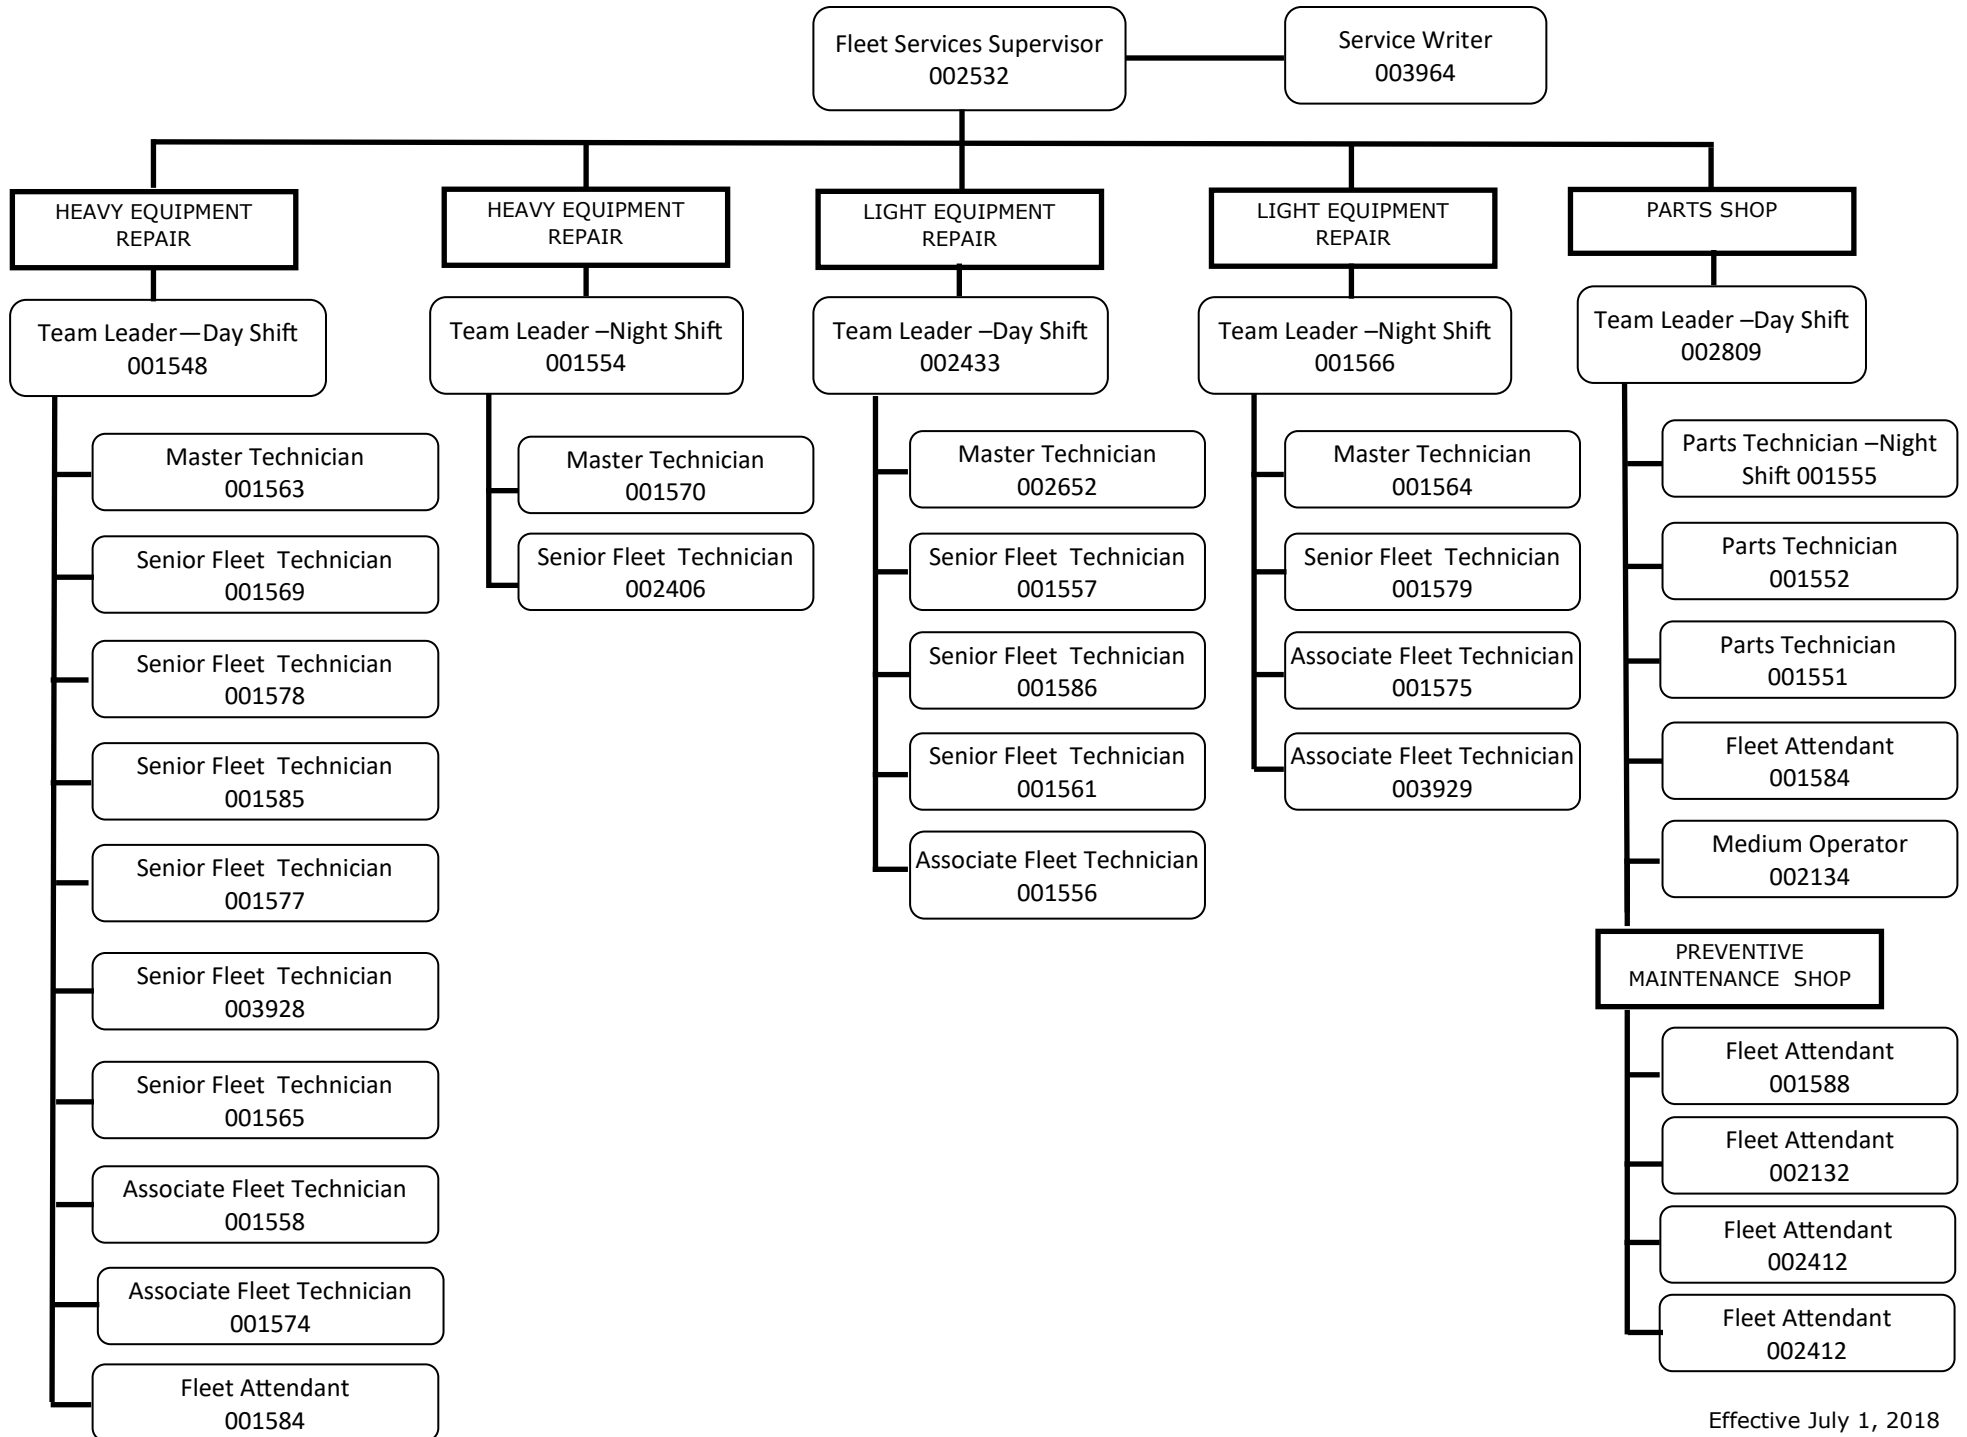 Fleet Services Supervisor
002532
Service Writer
003964
HEAVY EQUIPMENT
REPAIR
Team Leader—Day Shift
001548
Master Technician
001563
Senior Fleet  Technician
001569
Senior Fleet  Technician
001578
Senior Fleet  Technician
001585
Senior Fleet  Technician
001577
Senior Fleet  Technician
003928
Senior Fleet  Technician
001565
Associate Fleet Technician
001558
Associate Fleet Technician
001574
Fleet Attendant
001584
HEAVY EQUIPMENT
REPAIR
Team Leader –Night Shift
001554
Master Technician
001570
Senior Fleet  Technician
002406
LIGHT EQUIPMENT
REPAIR
Team Leader –Day Shift
002433
Master Technician
002652
Senior Fleet  Technician
001557
Senior Fleet  Technician
001586
Senior Fleet  Technician
001561
Associate Fleet Technician
001556
LIGHT EQUIPMENT
REPAIR
Team Leader –Night Shift
001566
Master Technician
001564
Senior Fleet  Technician
001579
Associate Fleet Technician
001575
Associate Fleet Technician
003929
PARTS SHOP
Team Leader –Day Shift
002809
Parts Technician –Night
Shift 001555
Parts Technician
001552
Parts Technician
001551
Fleet Attendant
001584
Medium Operator
002134
PREVENTIVE
MAINTENANCE  SHOP
Fleet Attendant
001588
Fleet Attendant
002132
Fleet Attendant
002412
Fleet Attendant
002412
Effective July 1, 2018